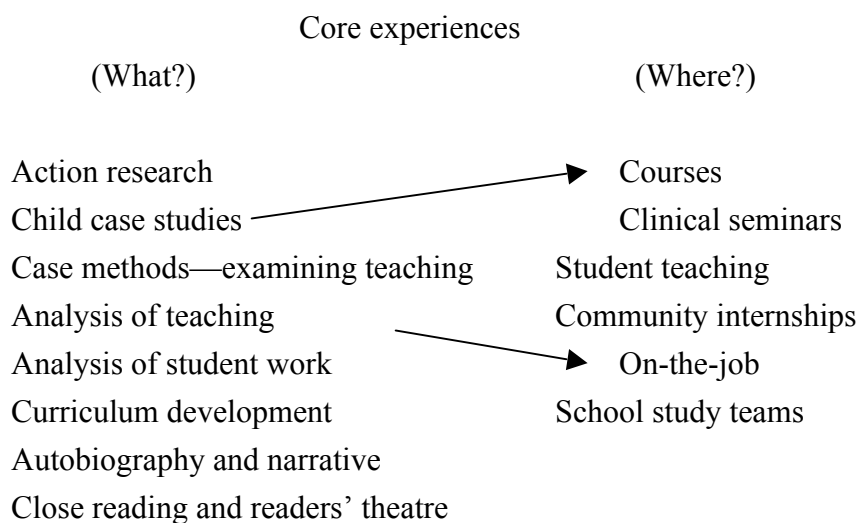 Core experiences
(What?) (Where?)
Action research Courses
Child case studies Clinical seminars
Case methods—examining teaching Student teaching
Analysis of teaching Community internships
Analysis of student work On-the-job
Curriculum development School study teams
Autobiography and narrative
Close reading and readers’ theatre